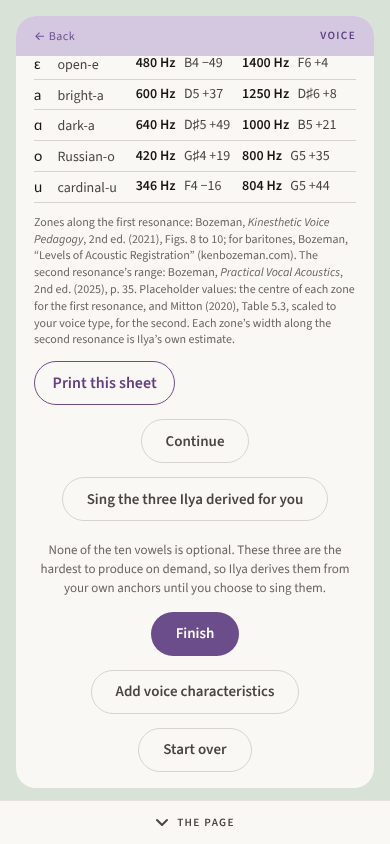 ← Back VOICE
ɛ open-e 480 Hz B4 −49 1400 Hz F6 +4
a bright-a 600 Hz D5 +37 1250 Hz D♯6 +8
ɑ dark-a 640 Hz D♯5 +49 1000 Hz B5 +21
o Russian-o 420 Hz G♯4 +19 800 Hz G5 +35
u cardinal-u 346 Hz F4 −16 804 Hz G5 +44
Zones along the first resonance: Bozeman, Kinesthetic Voice
Pedagogy, 2nd ed. (2021), Figs. 8 to 10; for baritones, Bozeman,
“Levels of Acoustic Registration” (kenbozeman.com). The
second resonance’s range: Bozeman, Practical Vocal Acoustics,
2nd ed. (2025), p. 35. Placeholder values: the centre of each zone
for the first resonance, and Mitton (2020), Table 5.3, scaled to
your voice type, for the second. Each zone’s width along the
second resonance is Ilya’s own estimate.
Print this sheet
Continue
Sing the three Ilya derived for you
None of the ten vowels is optional. These three are the
hardest to produce on demand, so Ilya derives them from
your own anchors until you choose to sing them.
Finish
Add voice characteristics
Start over
THE PAGE